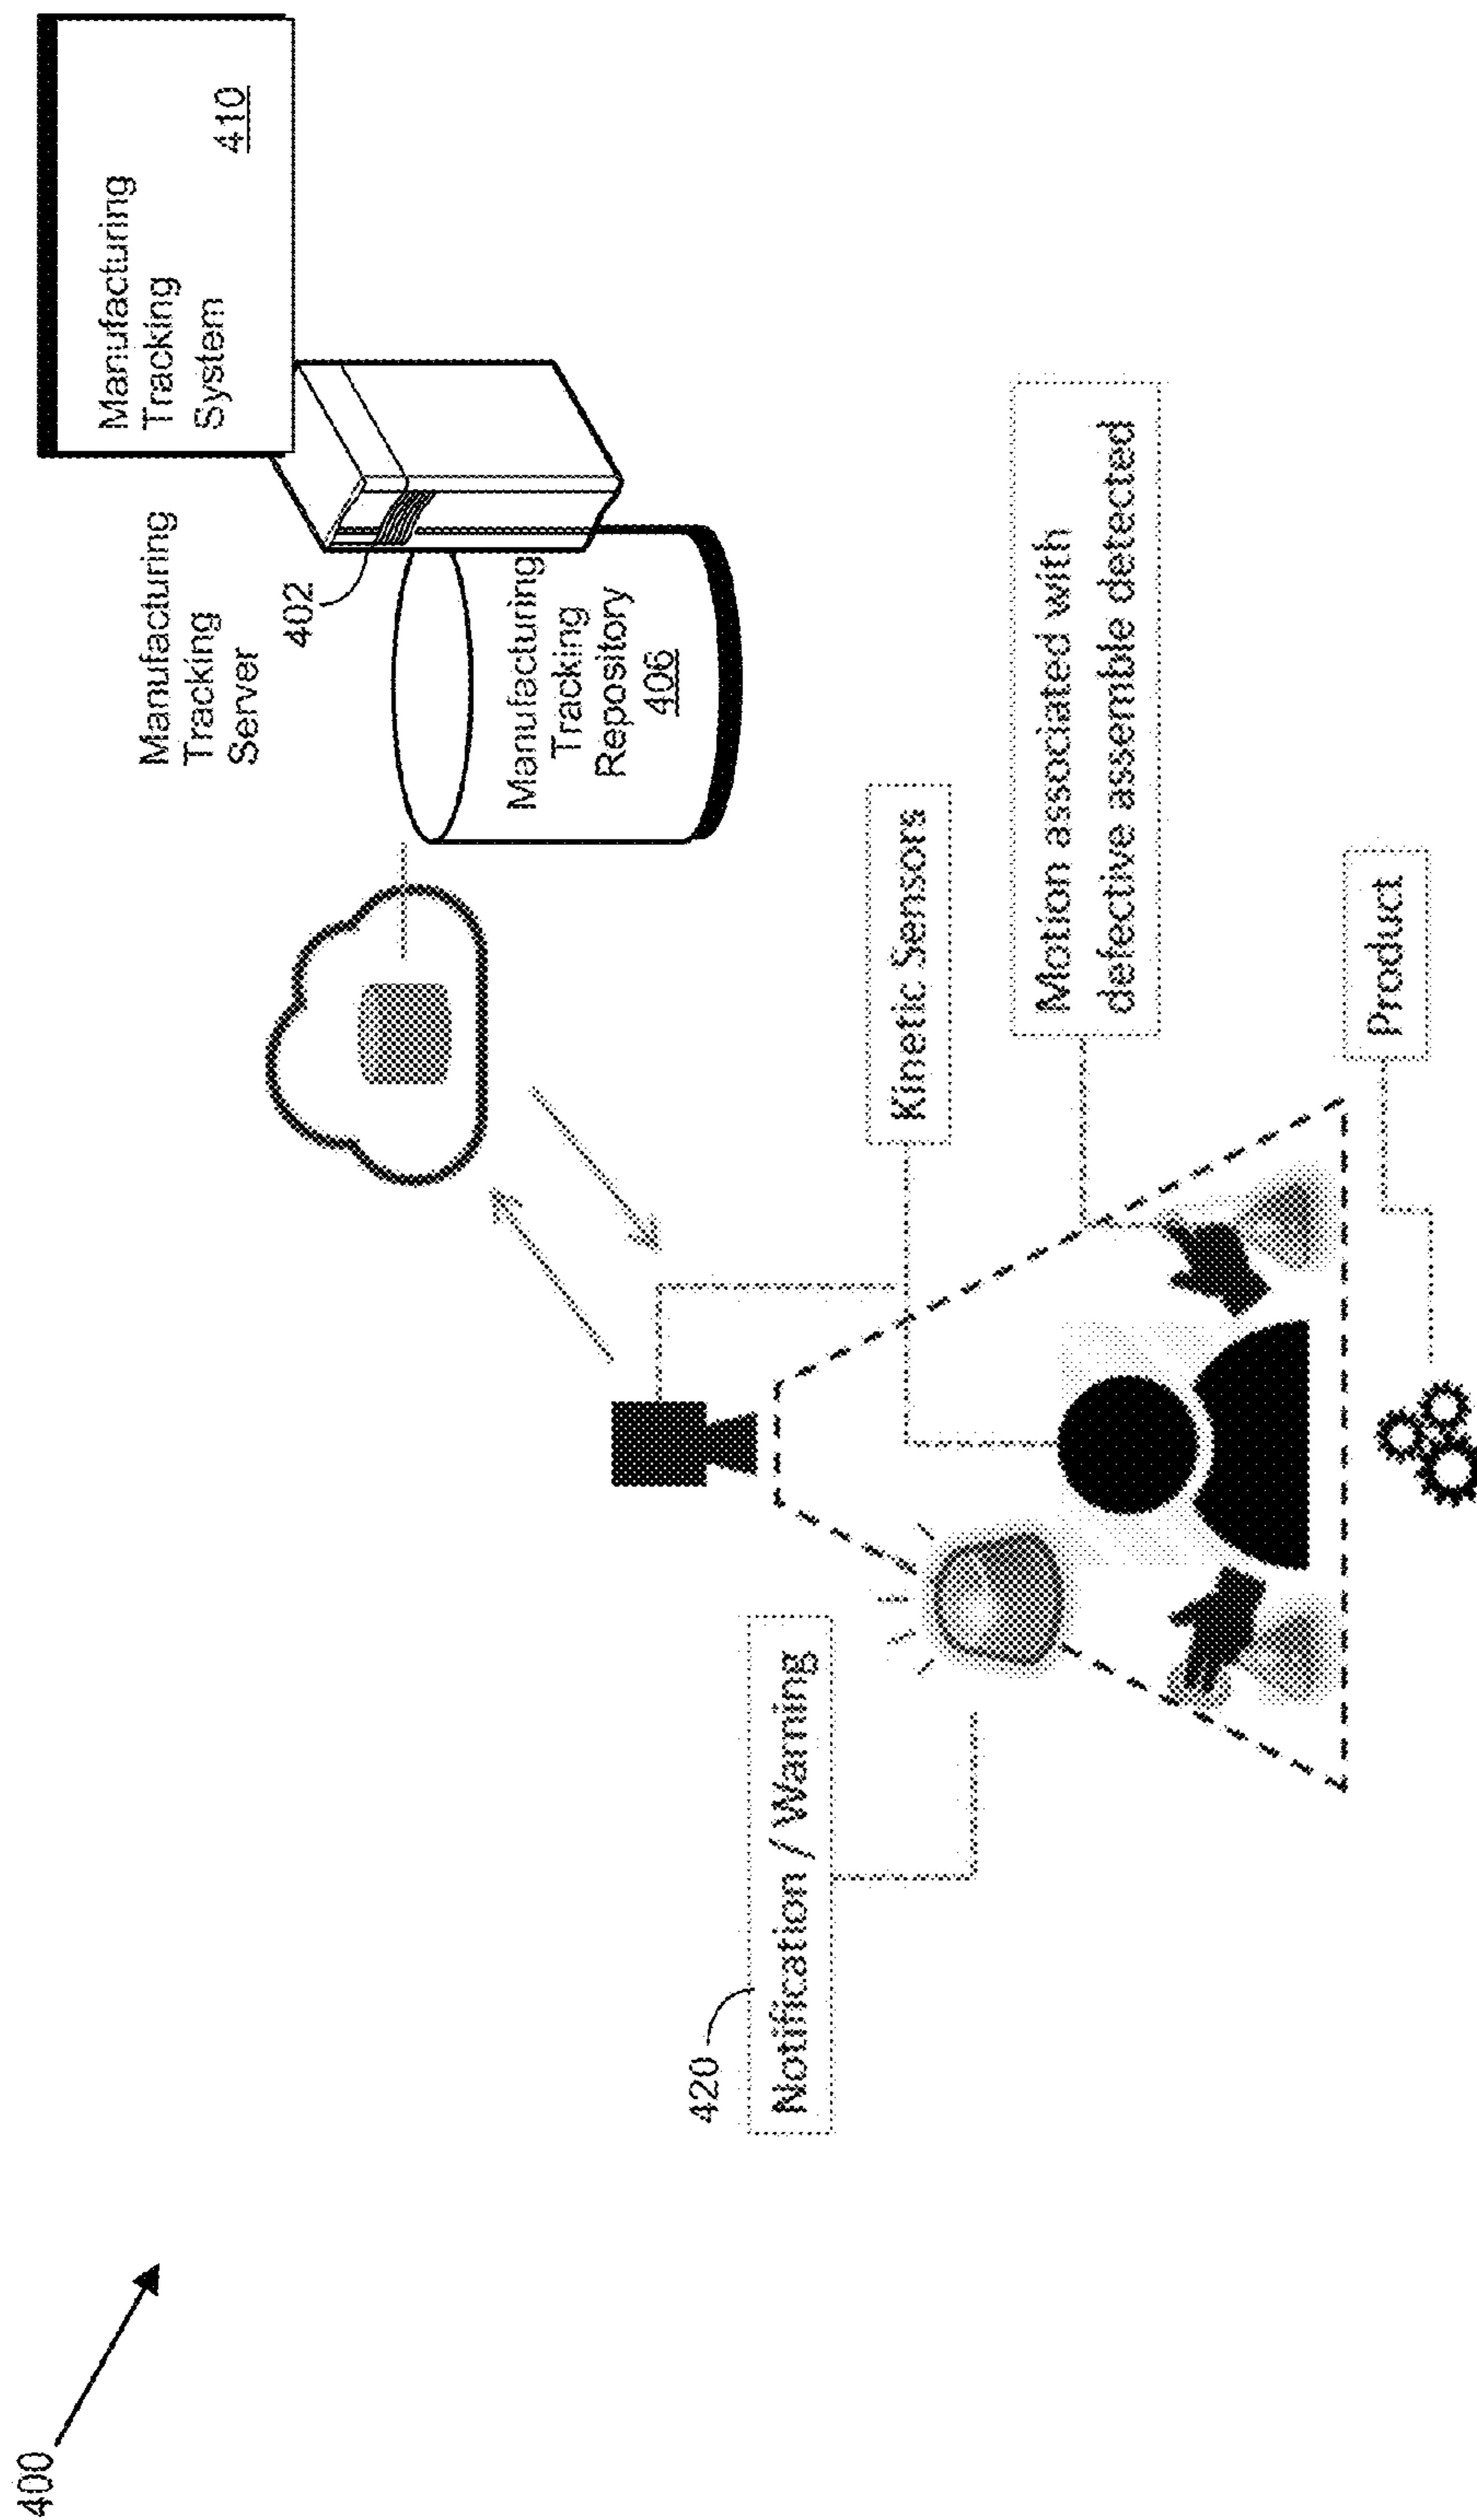 400
Manufacturing
Tracking
System
410
Manufacturing
Tracking
Server
402
Manufacturing
Tracking
Repository
406
Kinetic Sensors
420
Notification / Warning
Motion associated with
defective assemble detected
Product